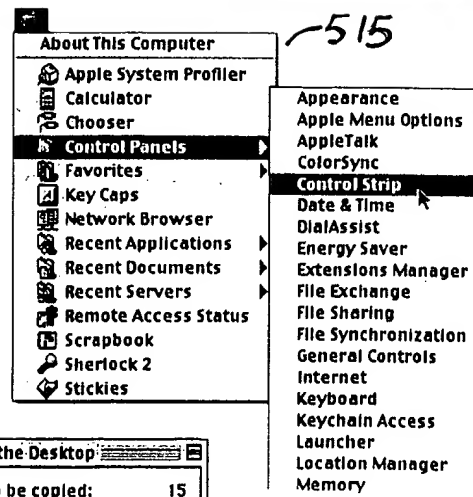 515
About This Computer
Apple System Profiler
Calculator
Chooser
Control Panels
Favorites
Key Caps
Network Browser
Recent Applications
Recent Documents
Recent Servers
Remote Access Status
Scrapbook
Sherlock 2
Stickies
Appearance
Apple Menu Options
AppleTalk
ColorSync
Control Strip
Date & Time
DialAssist
Energy Saver
Extensions Manager
File Exchange
File Sharing
File Synchronization
General Controls
Internet
Keyboard
Keychain Access
Launcher
Location Manager
Memory
the Desktop
be copied: 15